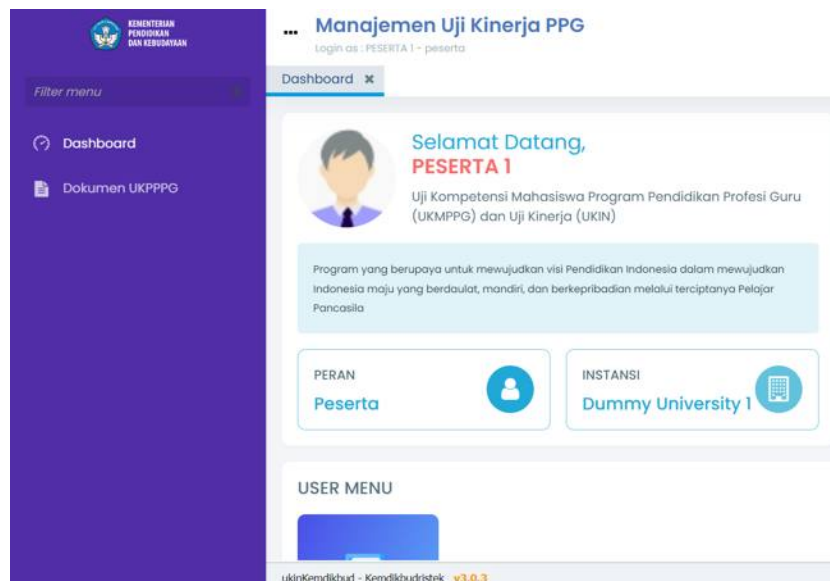 KEMENTERIAN
PENDIDIKAN
DAN KEBUDAYAAN
Filter menu
Dashboard
Dokumen UKPPPG
Manajemen Uji Kinerja PPG
Login as : PESERTA 1 - peserta
Dashboard ✖
Selamat Datang,
PESERTA 1
Uji Kompetensi Mahasiswa Program Pendidikan Profesi Guru
(UKMPPG) dan Uji Kinerja (UKIN)
Program yang berupaya untuk mewujudkan visi Pendidikan Indonesia dalam mewujudkan
Indonesia maju yang berdaulat, mandiri, dan berkepribadian melalui terciptanya Pelajar
Pancasila
PERAN
Peserta
INSTANSI
Dummy University 1
USER MENU
ukinKemdikbud - Kemdikbudristek v3.0.3